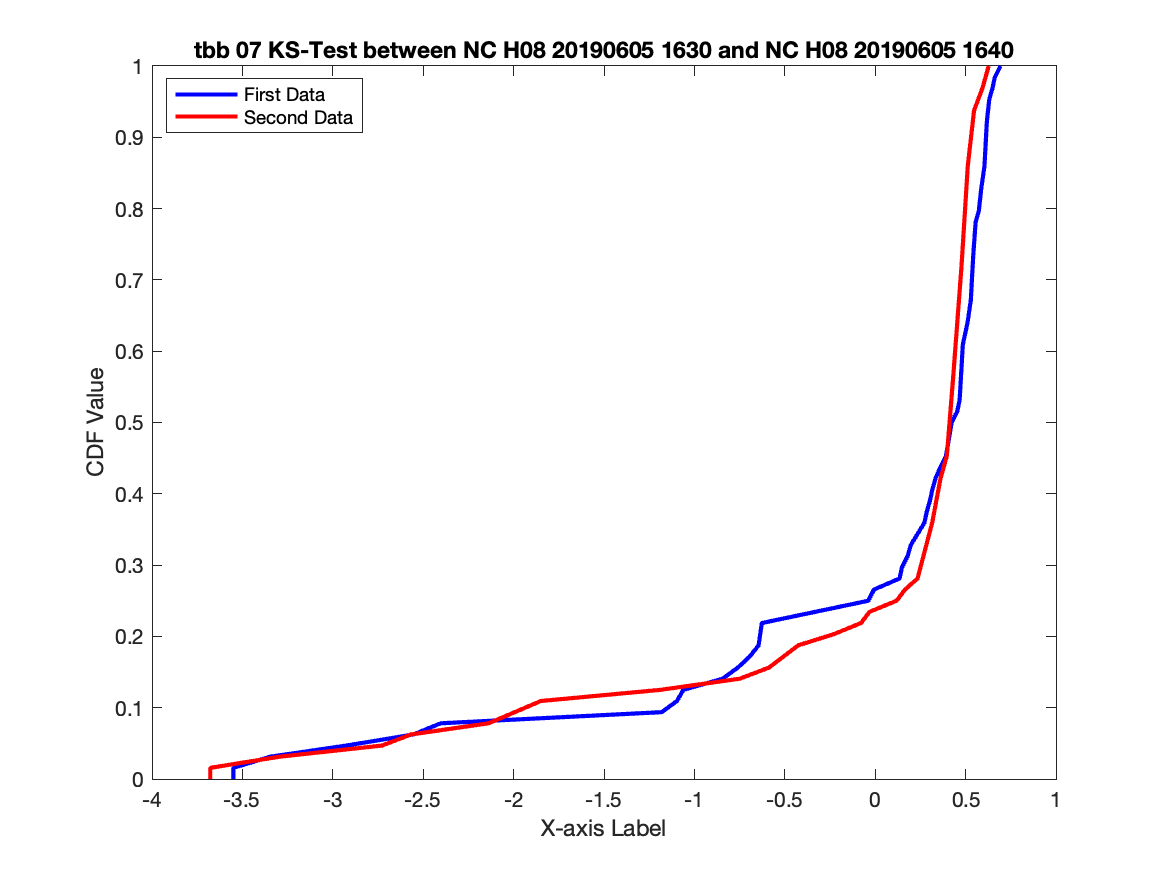 tbb 07 KS-Test between NC H08 20190605 1630 and NC H08 20190605 1640
1
First Data
Second Data
0.9
0.8
0.7
0.6
0.5
0.4
0.3
0.2
0.1
0
CDF Value
-4 -3.5 -3 -2.5 -2 -1.5 -1 -0.5 0 0.5 1
X-axis Label